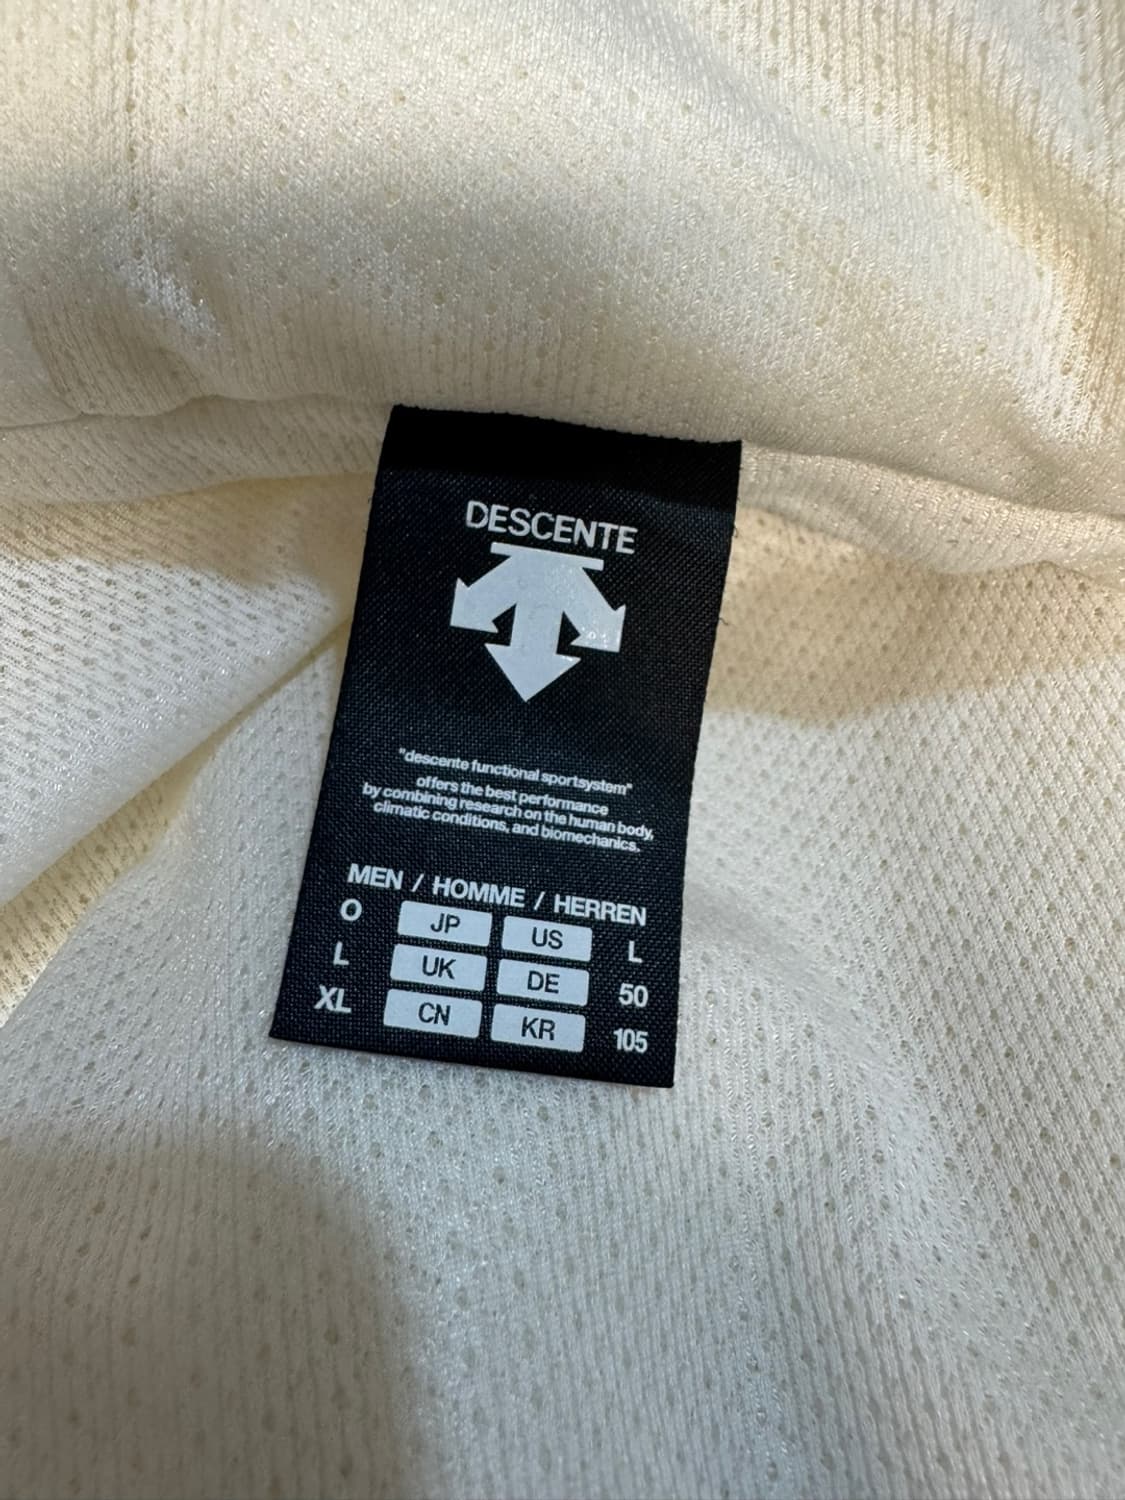 DESCENTE
"descente functional sportsystem"
offers the best performance
by combining research on the human body,
climatic conditions, and biomechanics.
MEN / HOMME / HERREN
O JP US L
L UK DE 50
XL CN KR 105